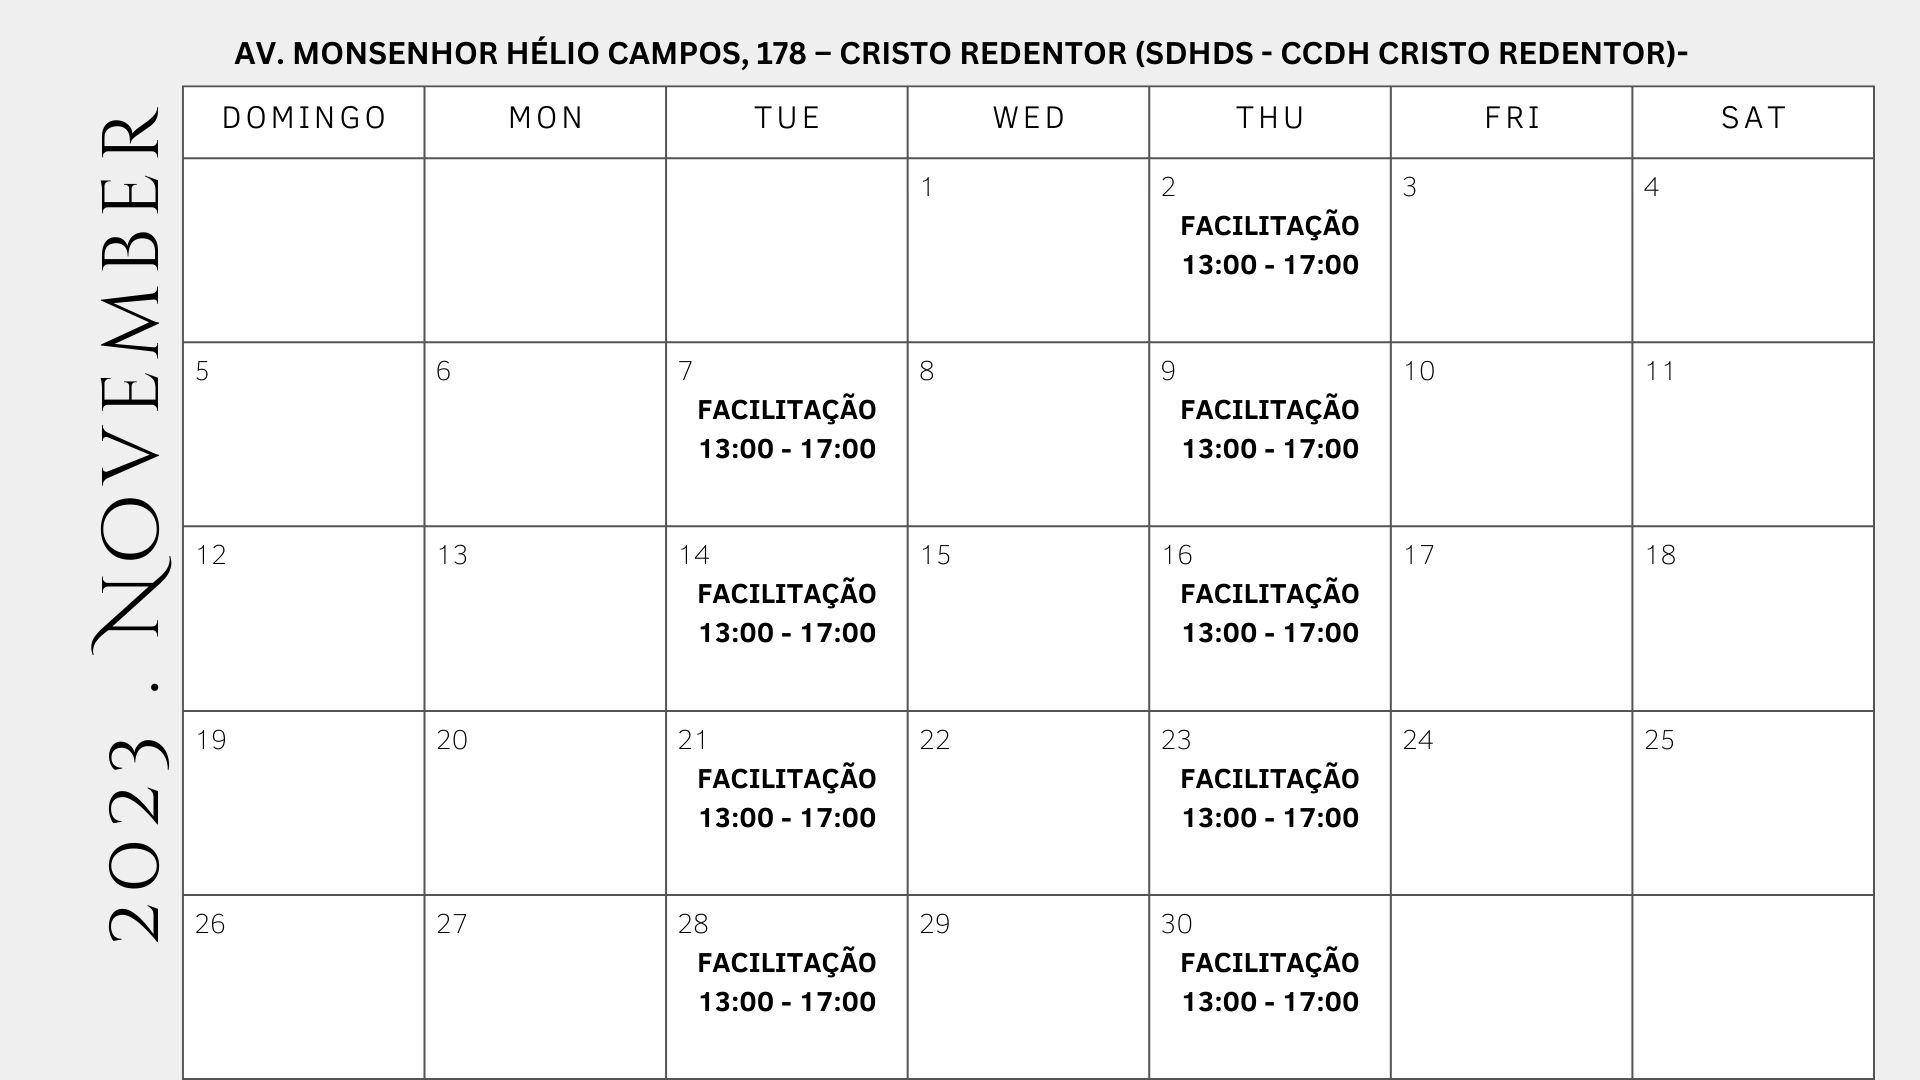 AV. MONSENHOR HÉLIO CAMPOS, 178 – CRISTO REDENTOR (SDHDS - CCDH CRISTO REDENTOR)-
2023 . NOVEMBER
DOMINGO MON TUE WED THU FRI SAT
1 2 3 4
FACILITAÇÃO
13:00 - 17:00
5 6 7 8 9 10 11
FACILITAÇÃO FACILITAÇÃO
13:00 - 17:00 13:00 - 17:00
12 13 14 15 16 17 18
FACILITAÇÃO FACILITAÇÃO
13:00 - 17:00 13:00 - 17:00
19 20 21 22 23 24 25
FACILITAÇÃO FACILITAÇÃO
13:00 - 17:00 13:00 - 17:00
26 27 28 29 30
FACILITAÇÃO FACILITAÇÃO
13:00 - 17:00 13:00 - 17:00